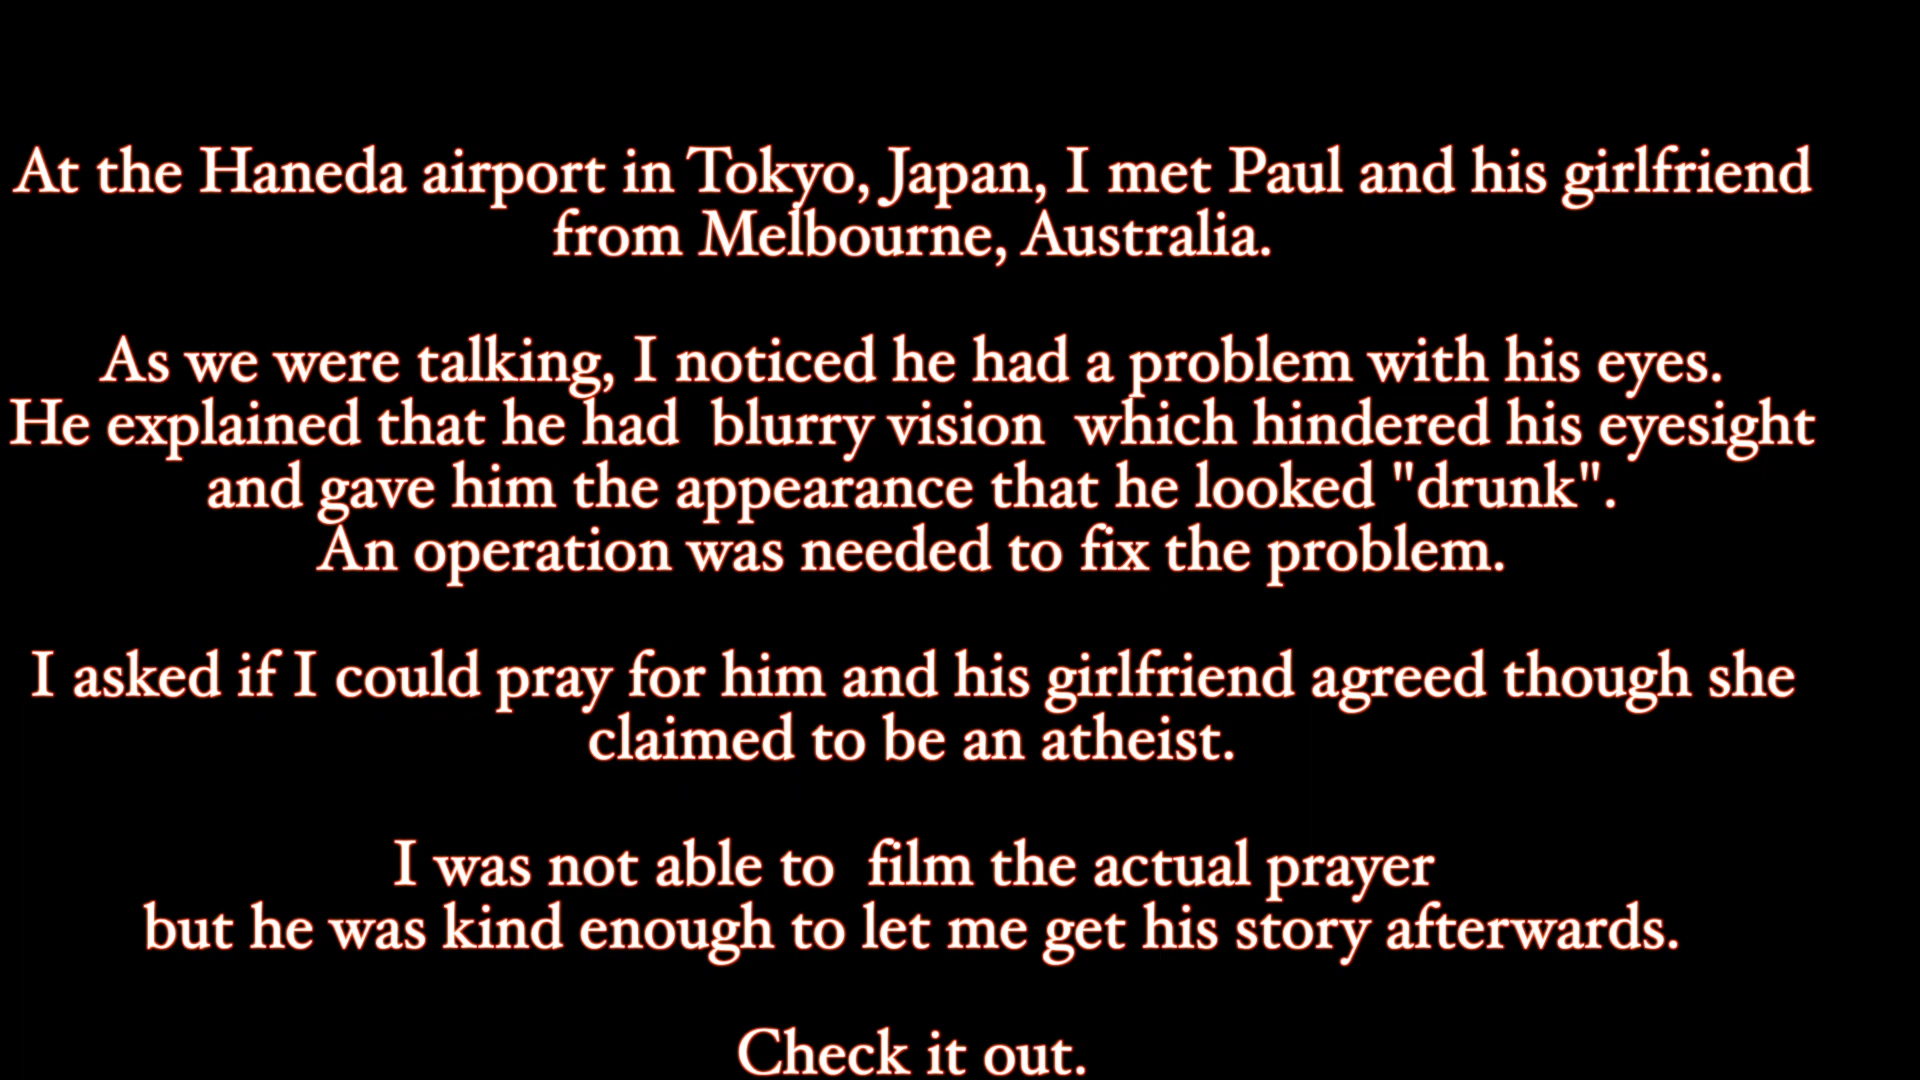 At the Haneda airport in Tokyo, Japan, I met Paul and his girlfriend
from Melbourne, Australia.
As we were talking, I noticed he had a problem with his eyes.
He explained that he had  blurry vision  which hindered his eyesight
and gave him the appearance that he looked "drunk".
An operation was needed to fix the problem.
I asked if I could pray for him and his girlfriend agreed though she
claimed to be an atheist.
I was not able to  film the actual prayer
but he was kind enough to let me get his story afterwards.
Check it out.